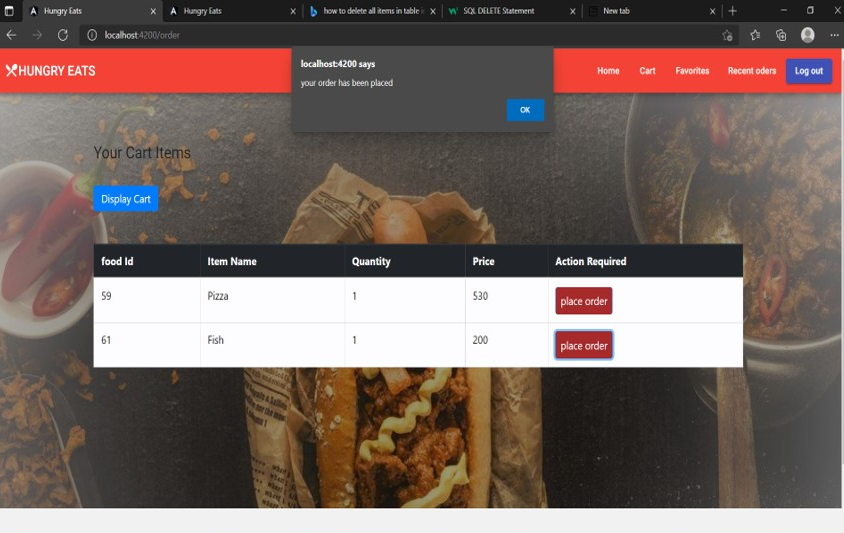 Hungry Eats
Hungry Eats
how to delete all items in table i
SQL DELETE Statement
New tab
localhost:4200/order
localhost:4200 says
your order has been placed
OK
HUNGRY EATS
Home Cart Favorites Recent oders Log out
Your Cart Items
Display Cart
food Id Item Name Quantity Price Action Required
59 Pizza 1 530 place order
61 Fish 1 200 place order